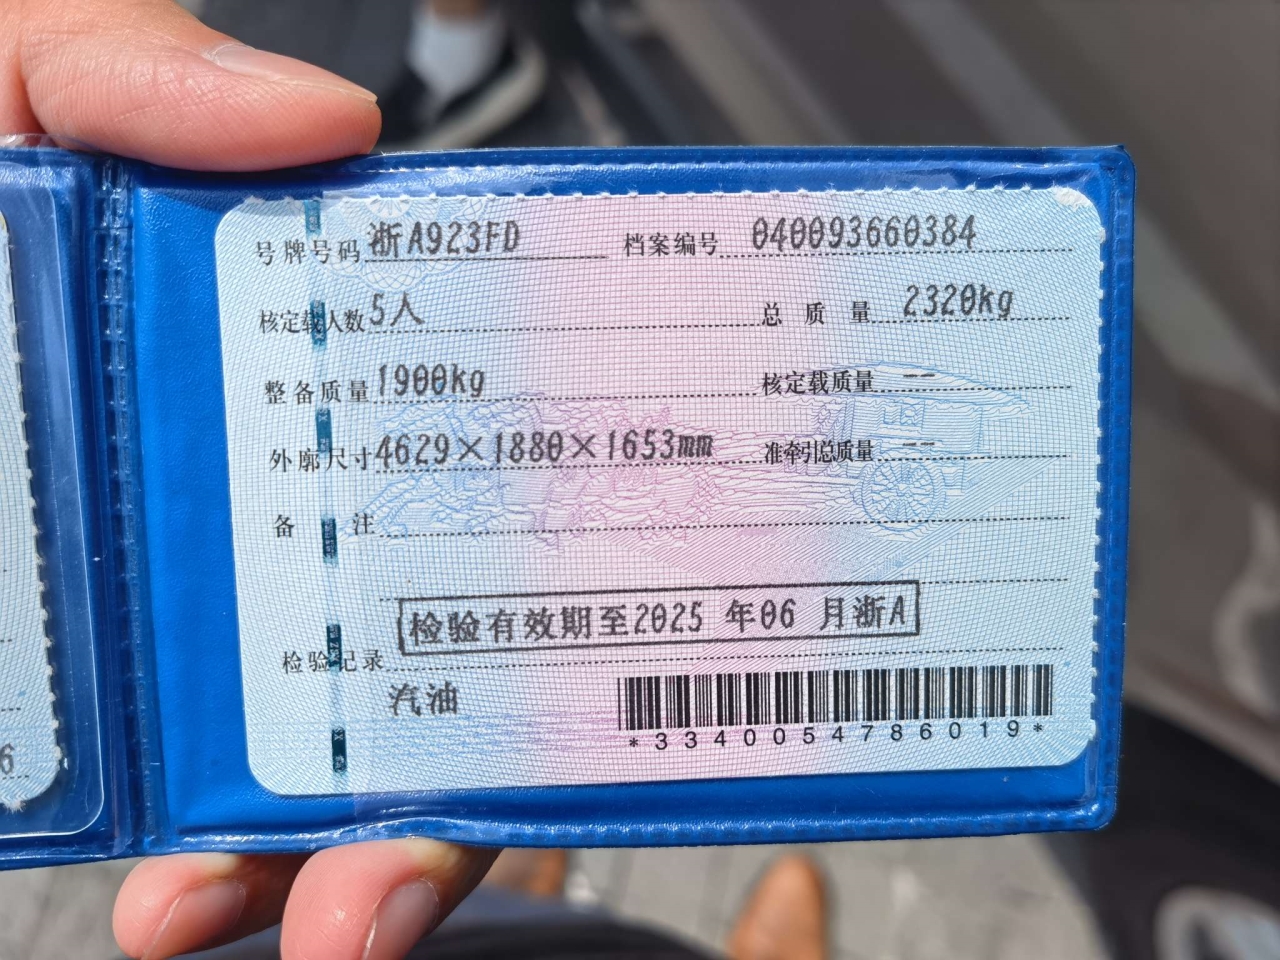 号牌号码 浙A923FD 档案编号 040093660384
核定载人数 5人 总质量 2320kg
整备质量 1900kg 核定载质量 --
外廓尺寸 4629×1880×1653mm 准牵引总质量 --
备注
检验记录 检验有效期至2025 年06 月浙A
汽油
*3340054786019*
6